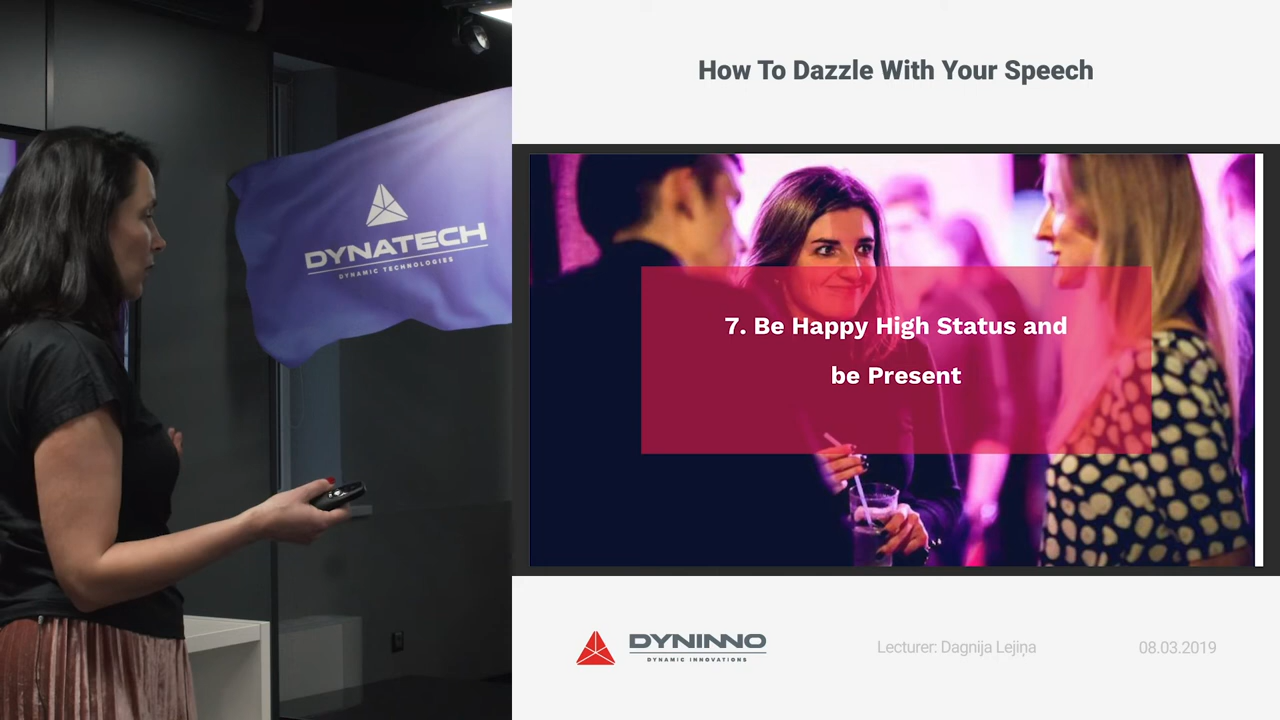 How To Dazzle With Your Speech
DYNATECH
DYNAMIC TECHNOLOGIES
7. Be Happy High Status and
be Present
DYNINNO
DYNAMIC INNOVATIONS
Lecturer: Dagnija Lejiņa
08.03.2019